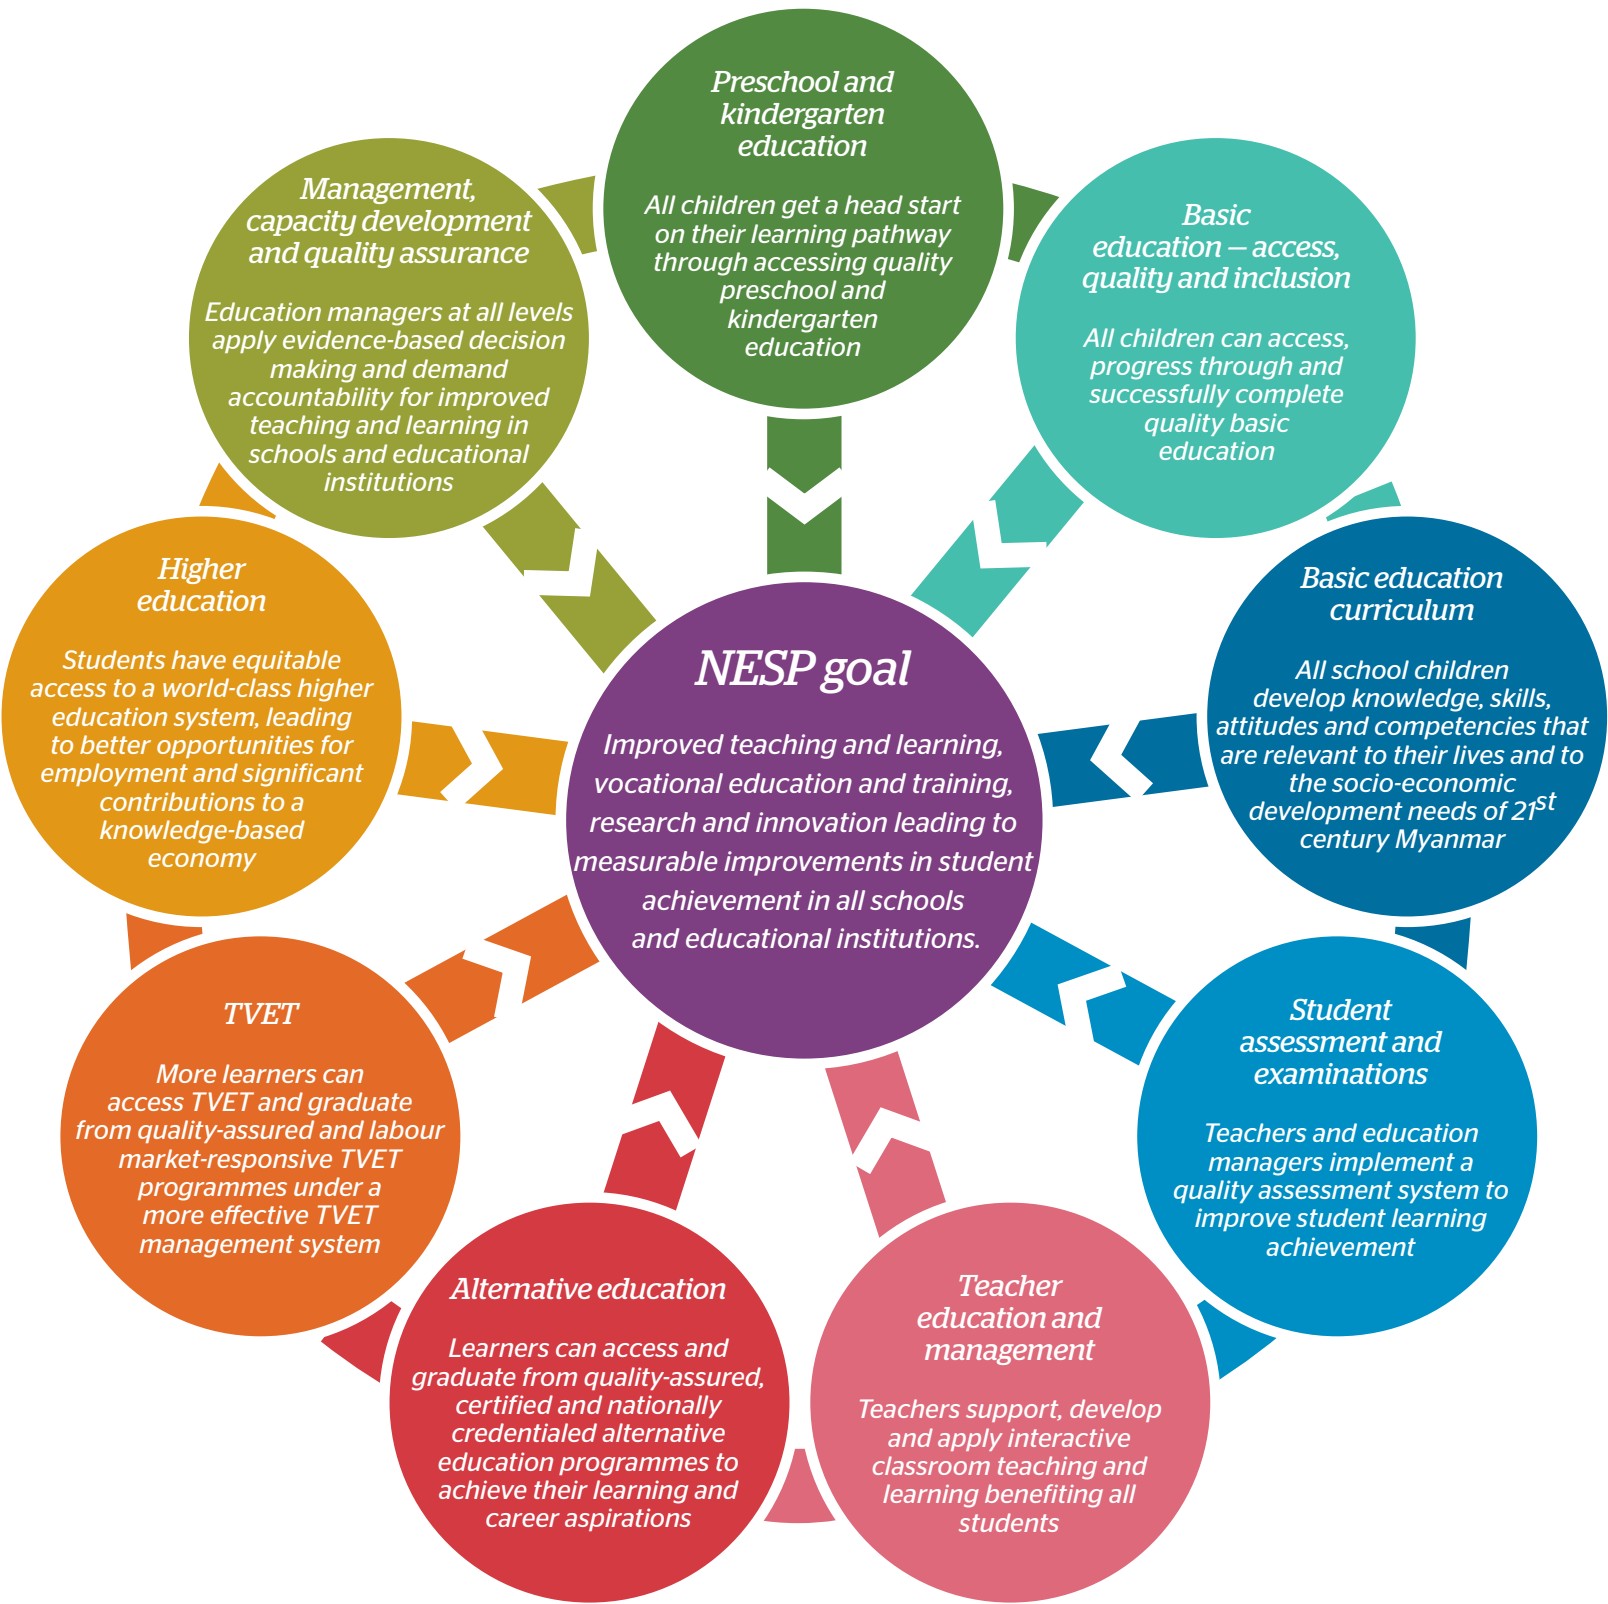 Preschool and
kindergarten
education
All children get a head start
on their learning pathway
through accessing quality
preschool and
kindergarten
education
Basic
education – access,
quality and inclusion
All children can access,
progress through and
successfully complete
quality basic
education
Basic education
curriculum
All school children
develop knowledge, skills,
attitudes and competencies that
are relevant to their lives and to
the socio-economic
development needs of 21st
century Myanmar
Student
assessment and
examinations
Teachers and education
managers implement a
quality assessment system to
improve student learning
achievement
Teacher
education and
management
Teachers support, develop
and apply interactive
classroom teaching and
learning benefiting all
students
Alternative education
Learners can access and
graduate from quality-assured,
certified and nationally
credentialed alternative
education programmes to
achieve their learning and
career aspirations
TVET
More learners can
access TVET and graduate
from quality-assured and labour
market-responsive TVET
programmes under a
more effective TVET
management system
Higher
education
Students have equitable
access to a world-class higher
education system, leading
to better opportunities for
employment and significant
contributions to a
knowledge-based
economy
Management,
capacity development
and quality assurance
Education managers at all levels
apply evidence-based decision
making and demand
accountability for improved
teaching and learning in
schools and educational
institutions
NESP goal
Improved teaching and learning,
vocational education and training,
research and innovation leading to
measurable improvements in student
achievement in all schools
and educational institutions.